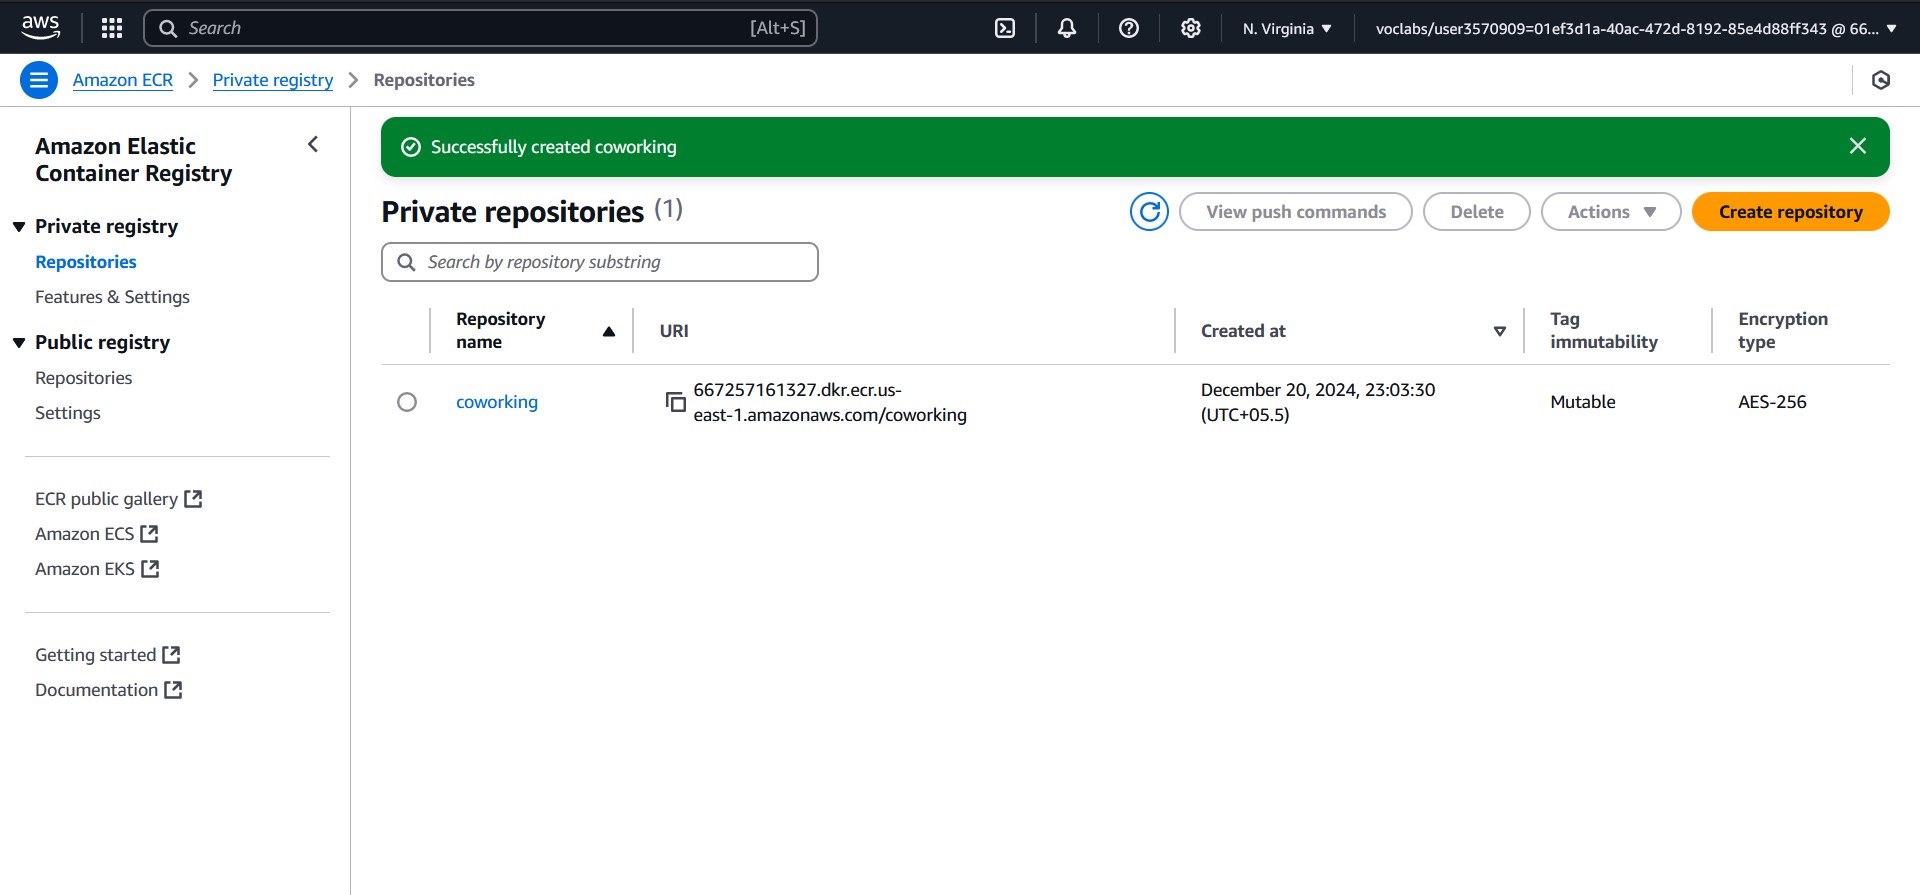 aws
Search
[Alt+S]
N. Virginia
voclabs/user3570909=01ef3d1a-40ac-472d-8192-85e4d88ff343 @ 66...
Amazon ECR
Private registry
Repositories
Amazon Elastic
Container Registry
Private registry
Repositories
Features & Settings
Public registry
Repositories
Settings
ECR public gallery
Amazon ECS
Amazon EKS
Getting started
Documentation
Successfully created coworking
Private repositories (1)
View push commands
Delete
Actions
Create repository
Search by repository substring
Repository
name
URI
Created at
Tag
immutability
Encryption
type
coworking
667257161327.dkr.ecr.us-
east-1.amazonaws.com/coworking
December 20, 2024, 23:03:30
(UTC+05.5)
Mutable
AES-256